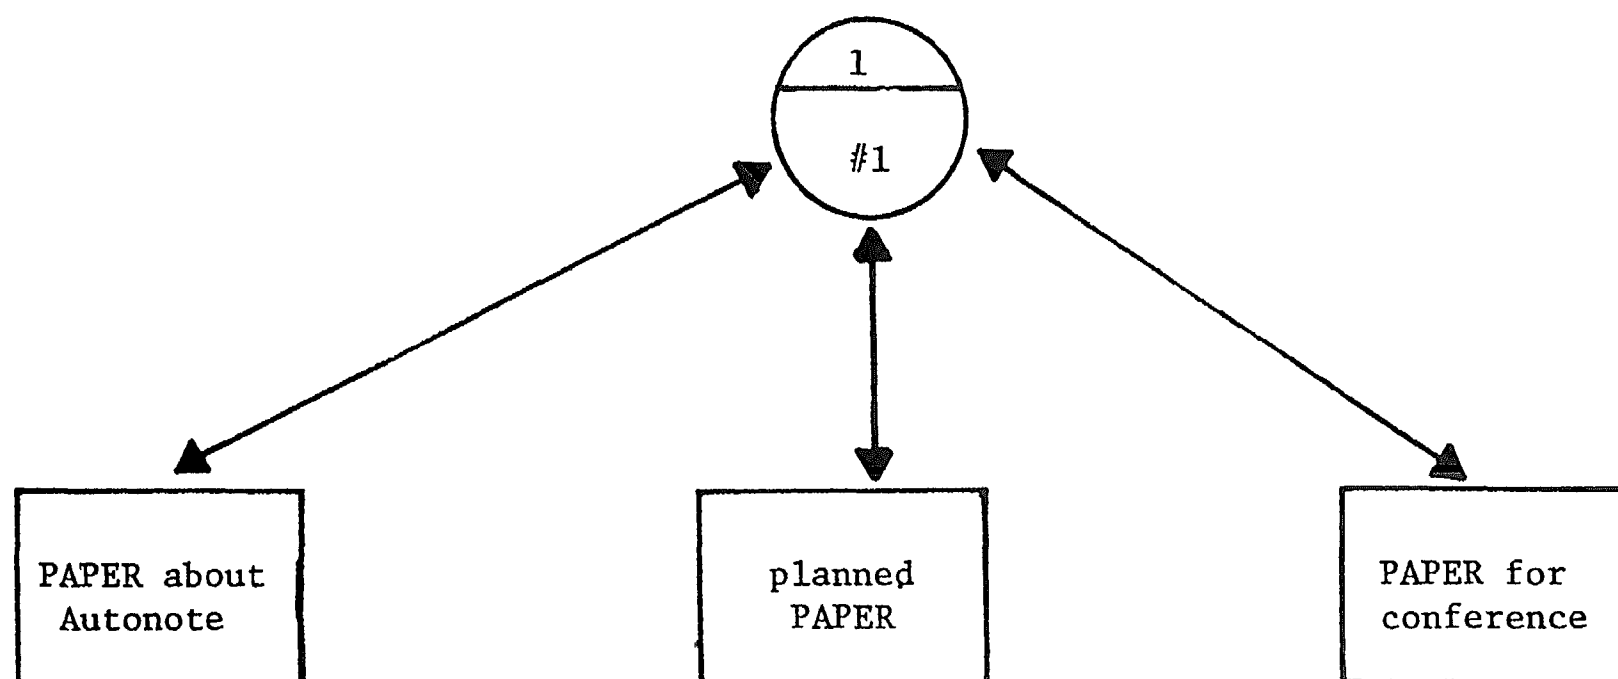 1
#1
PAPER about
Autonote
planned
PAPER
PAPER for
conference